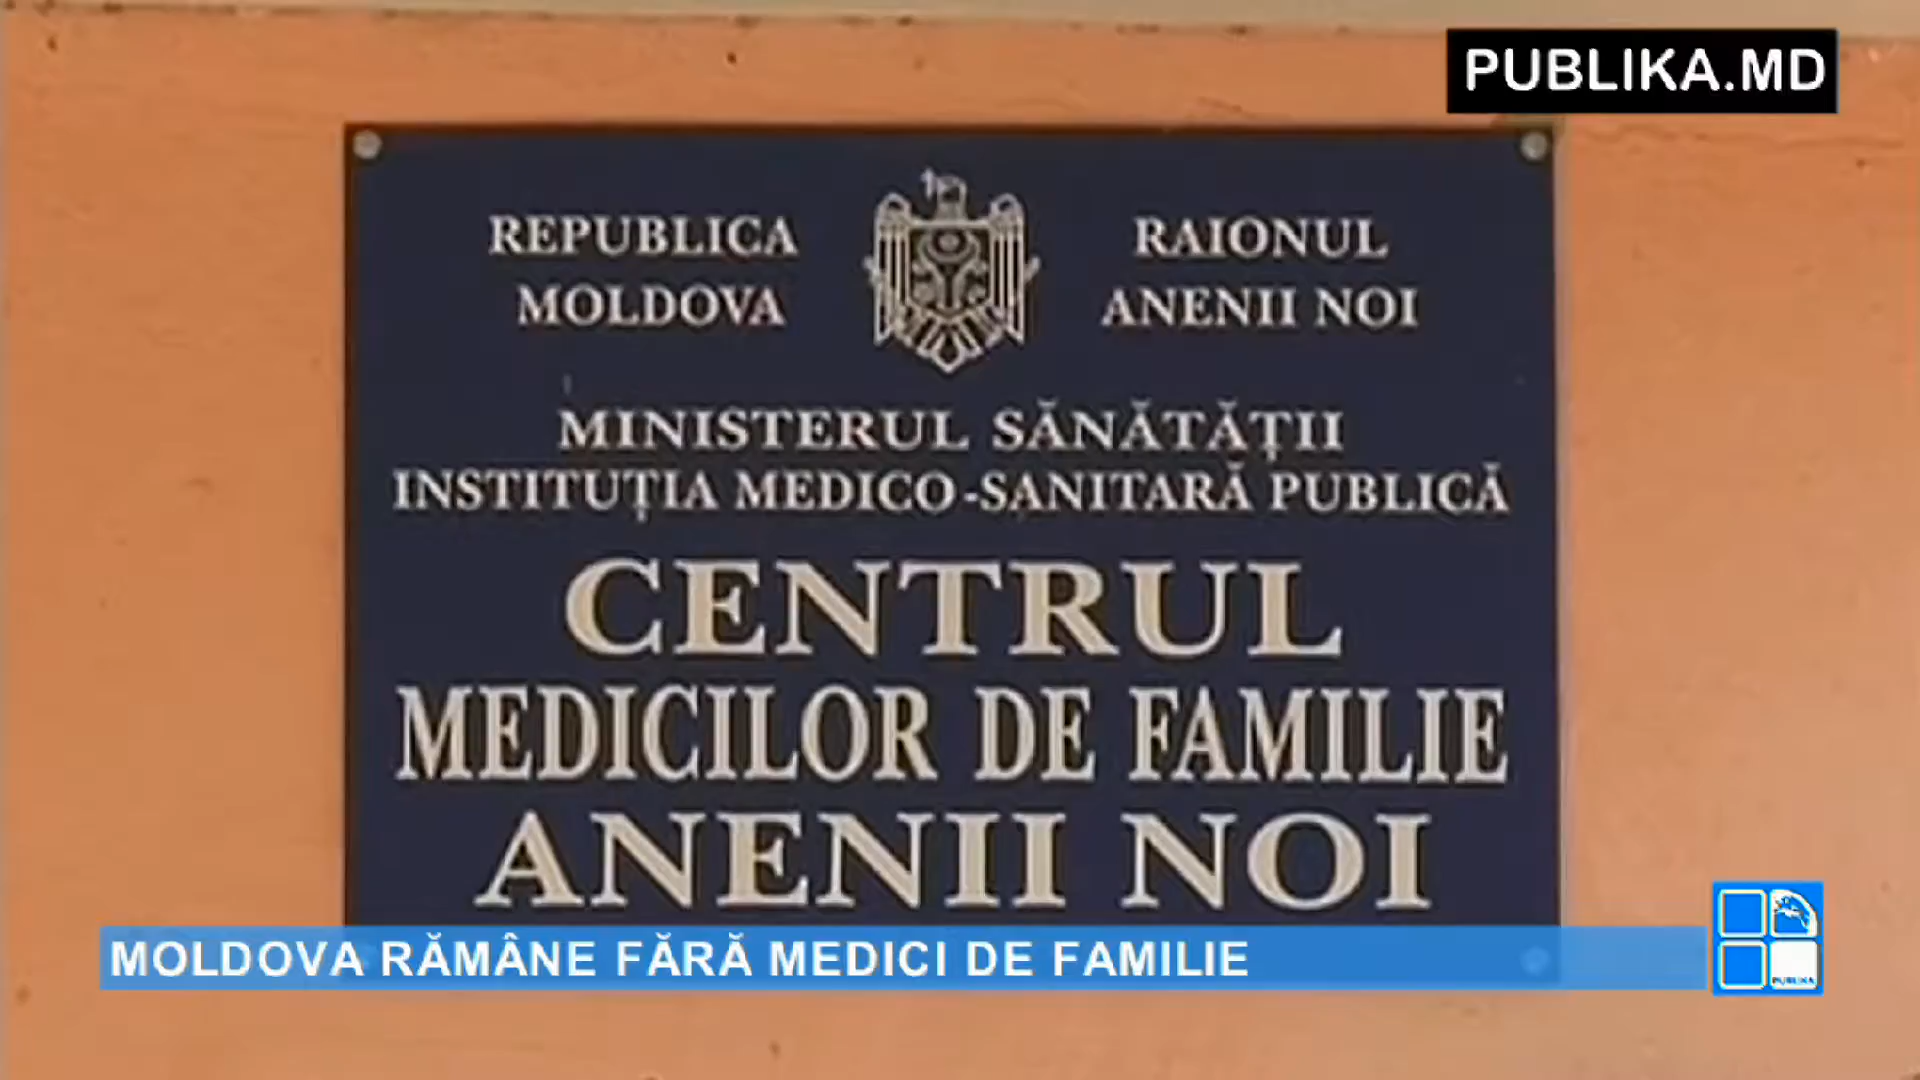 PUBLIKA.MD
REPUBLICA
MOLDOVA
RAIONUL
ANENII NOI
MINISTERUL SĂNĂTĂȚII
INSTITUȚIA MEDICO-SANITARĂ PUBLICĂ
CENTRUL
MEDICILOR DE FAMILIE
ANENII NOI
MOLDOVA RĂMÂNE FĂRĂ MEDICI DE FAMILIE
PUBLIKA